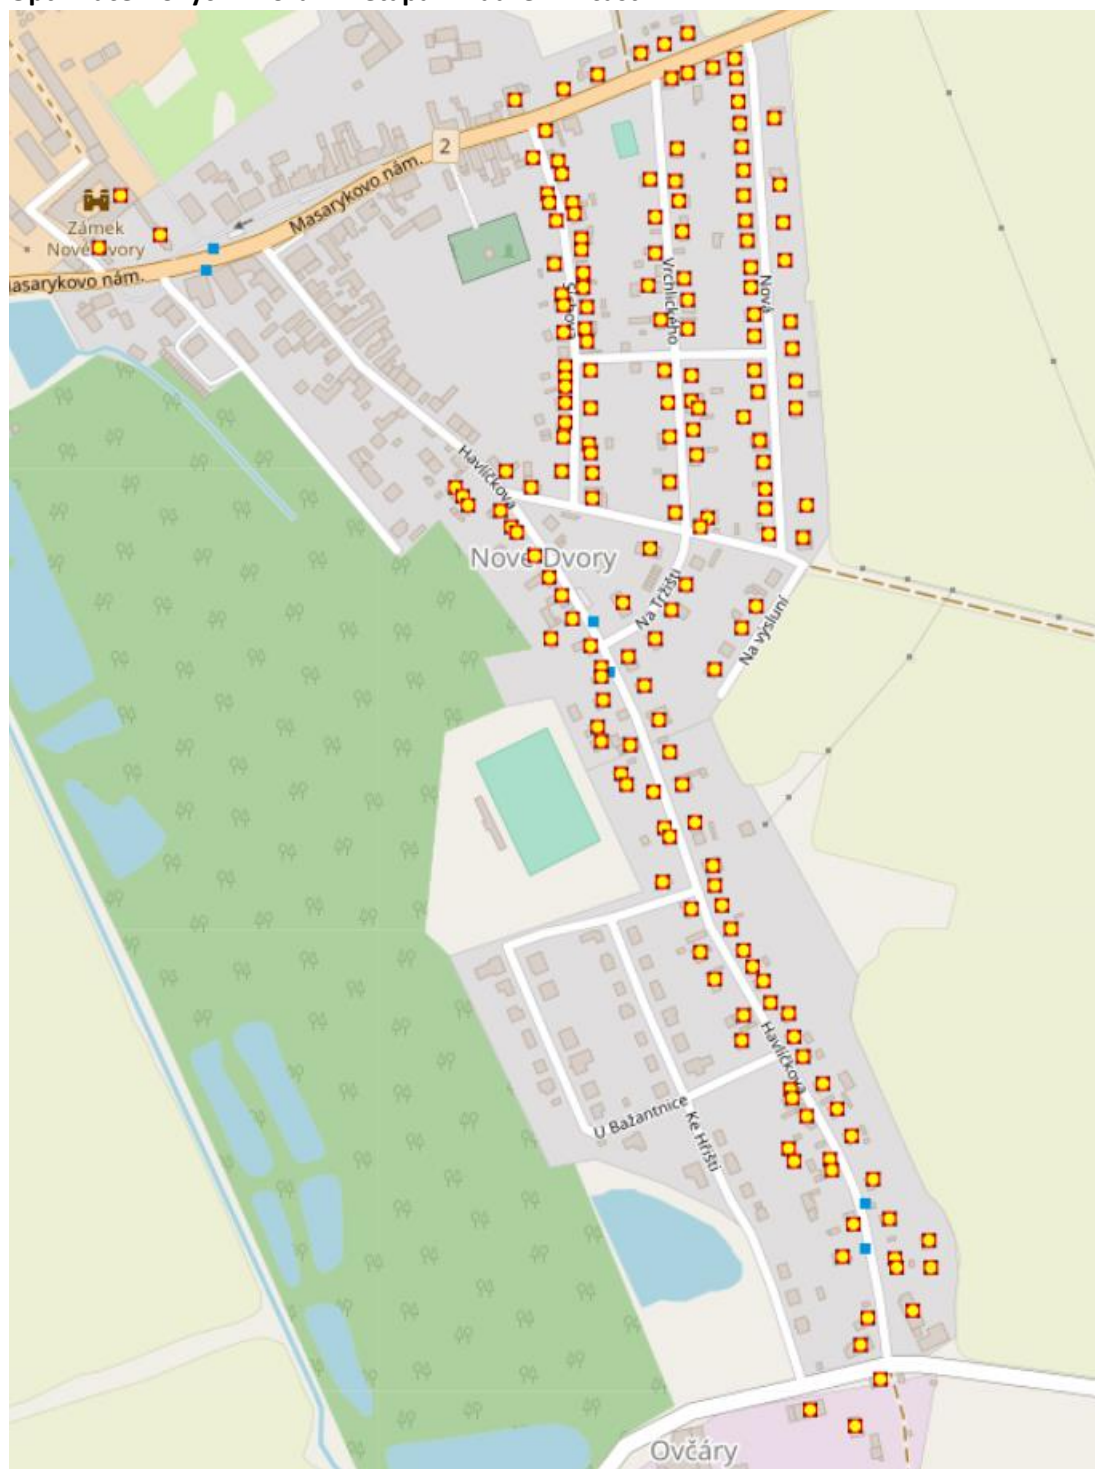 2
Masarykovo nám.
Zámek
Nové Dvory
Masarykovo nám.
Vrchlického
Nová
Havlíčkova
Nové Dvory
Na Tržišti
Na výsluní
Havlíčkova
U Bažantnice
Ke Hřišti
Ovčáry